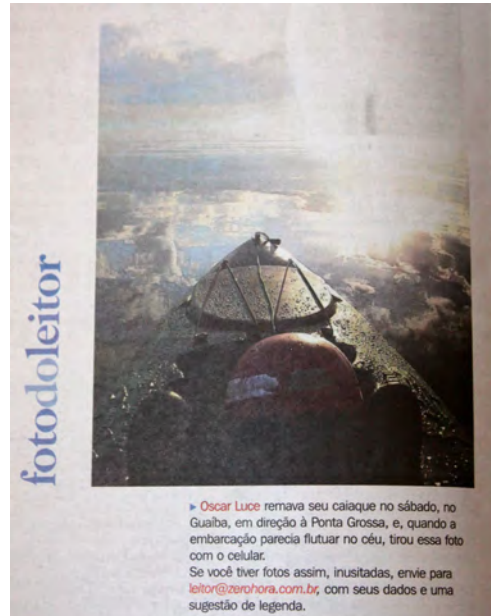 fotodoleitor
▸ Oscar Luce remava seu caiaque no sábado, no
Guaíba, em direção à Ponta Grossa, e, quando a
embarcação parecia flutuar no céu, tirou essa foto
com o celular.
Se você tiver fotos assim, inusitadas, envie para
leitor@zerohora.com.br, com seus dados e uma
sugestão de legenda.